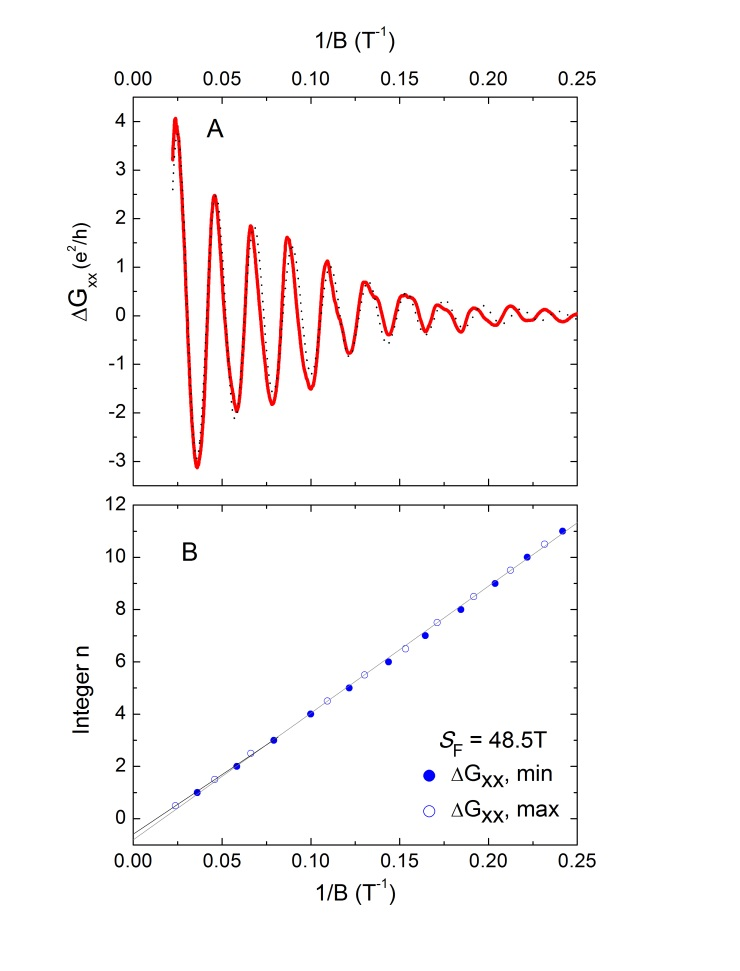 1/B (T⁻¹)
0.00 0.05 0.10 0.15 0.20 0.25
A
4
3
2
1
0
-1
-2
-3
ΔGxx (e²/h)
12
10
8
6
4
2
0
Integer n
B
SF = 48.5T
ΔGxx, min
ΔGxx, max
0.00 0.05 0.10 0.15 0.20 0.25
1/B (T⁻¹)